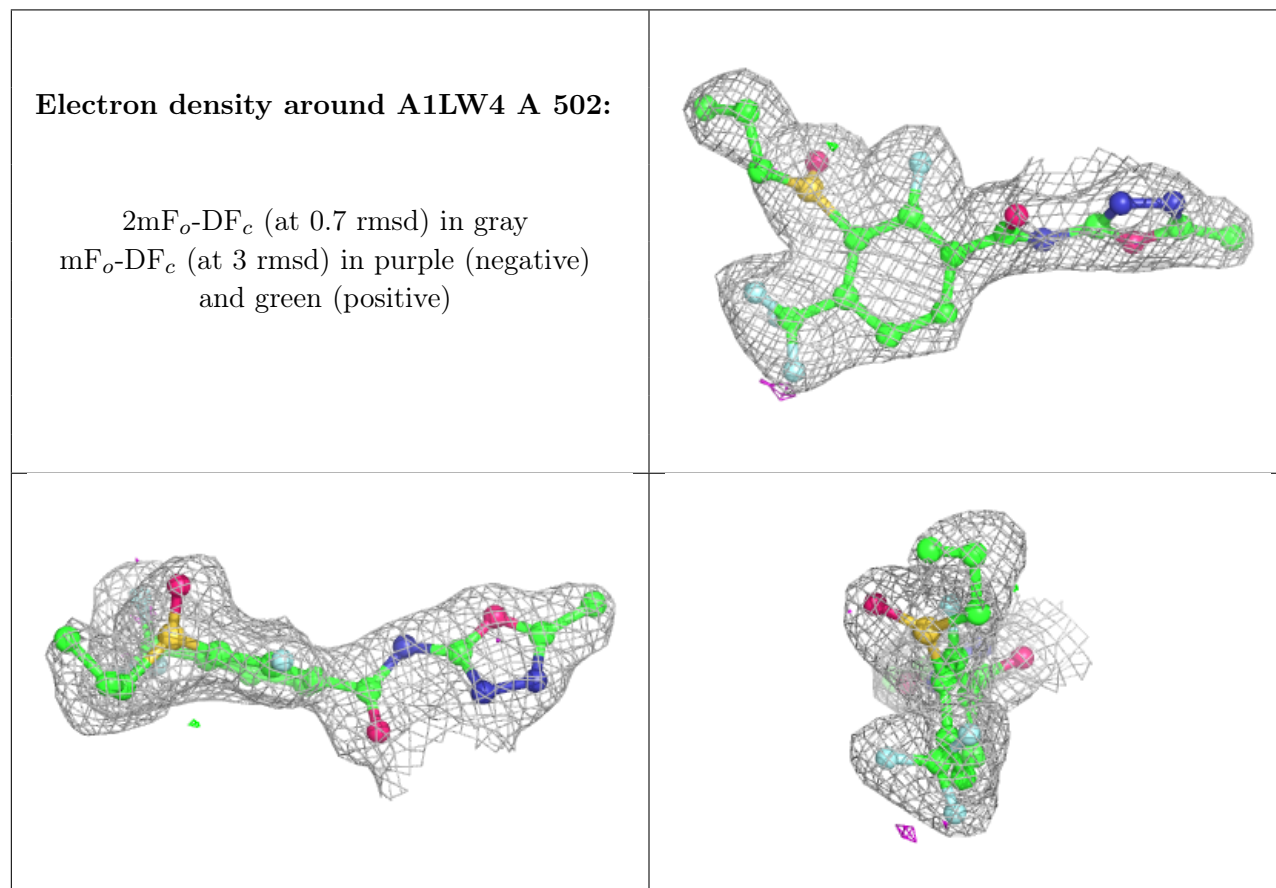 Electron density around A1LW4 A 502:
2mFₒ-DF𝒸 (at 0.7 rmsd) in gray
mFₒ-DF𝒸 (at 3 rmsd) in purple (negative)
and green (positive)